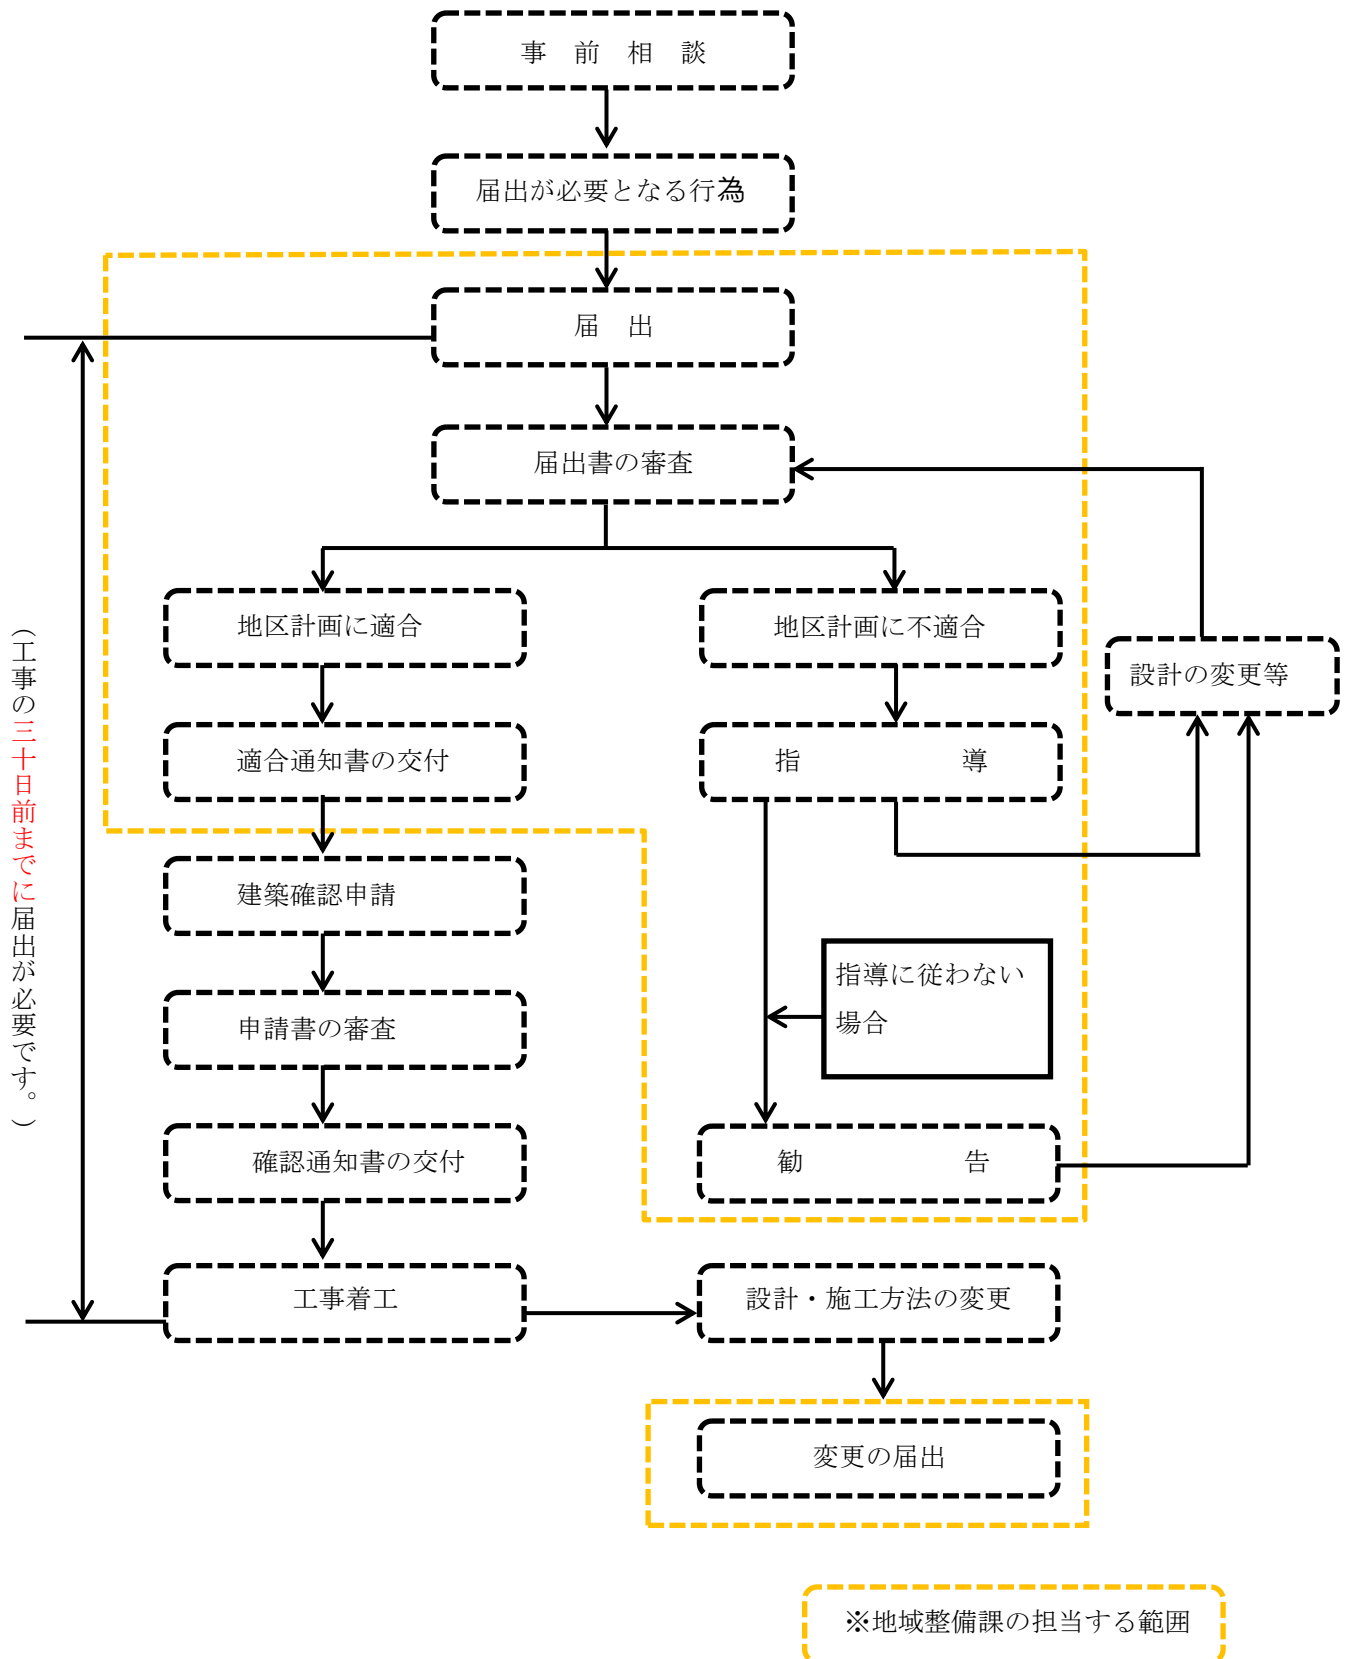 事　前　相　談
届出が必要となる行為
届　出
届出書の審査
地区計画に適合
地区計画に不適合
設計の変更等
適合通知書の交付
指　　　　　　導
（工事の三十日前までに届出が必要です。）
建築確認申請
指導に従わない
場合
申請書の審査
確認通知書の交付
勧　　　　　　告
工事着工
設計・施工方法の変更
変更の届出
※地域整備課の担当する範囲